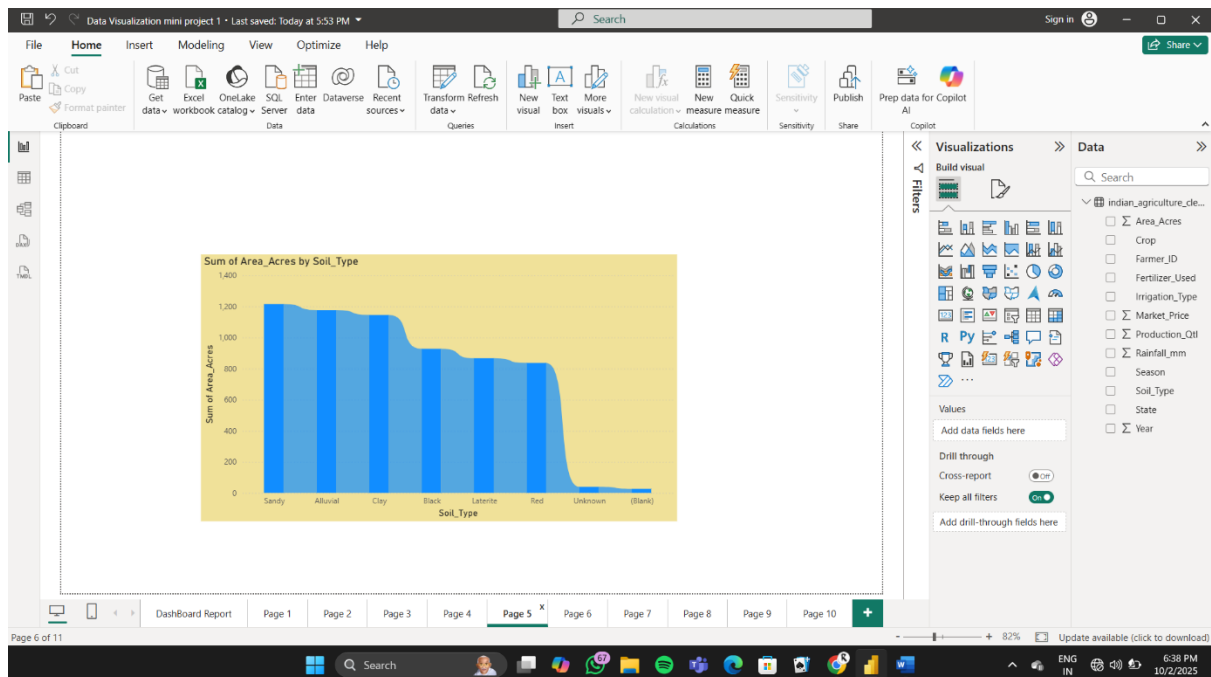 Data Visualization mini project 1 • Last saved: Today at 5:53 PM
Search
Sign in
File Home Insert Modeling View Optimize Help
Share
Paste
Cut
Copy
Format painter
Clipboard
Get data
Excel workbook
OneLake catalog
SQL Server
Enter data
Dataverse
Recent sources
Data
Transform data
Refresh
Queries
New visual
Text box
More visuals
Insert
New visual calculation
New measure
Quick measure
Calculations
Sensitivity
Sensitivity
Publish
Share
Prep data for AI
Copilot
Copilot
Sum of Area_Acres by Soil_Type
Sum of Area_Acres
1,400
1,200
1,000
800
600
400
200
0
Sandy Alluvial Clay Black Laterite Red Unknown (Blank)
Soil_Type
Filters
Visualizations
Build visual
123
R Py
Values
Add data fields here
Drill through
Cross-report Off
Keep all filters On
Add drill-through fields here
Data
Search
indian_agriculture_cle...
Area_Acres
Crop
Farmer_ID
Fertilizer_Used
Irrigation_Type
Market_Price
Production_Qtl
Rainfall_mm
Season
Soil_Type
State
Year
DashBoard Report Page 1 Page 2 Page 3 Page 4 Page 5 Page 6 Page 7 Page 8 Page 9 Page 10
Page 6 of 11
82%
Update available (click to download)
Search
67
ENG
IN
6:38 PM
10/2/2025